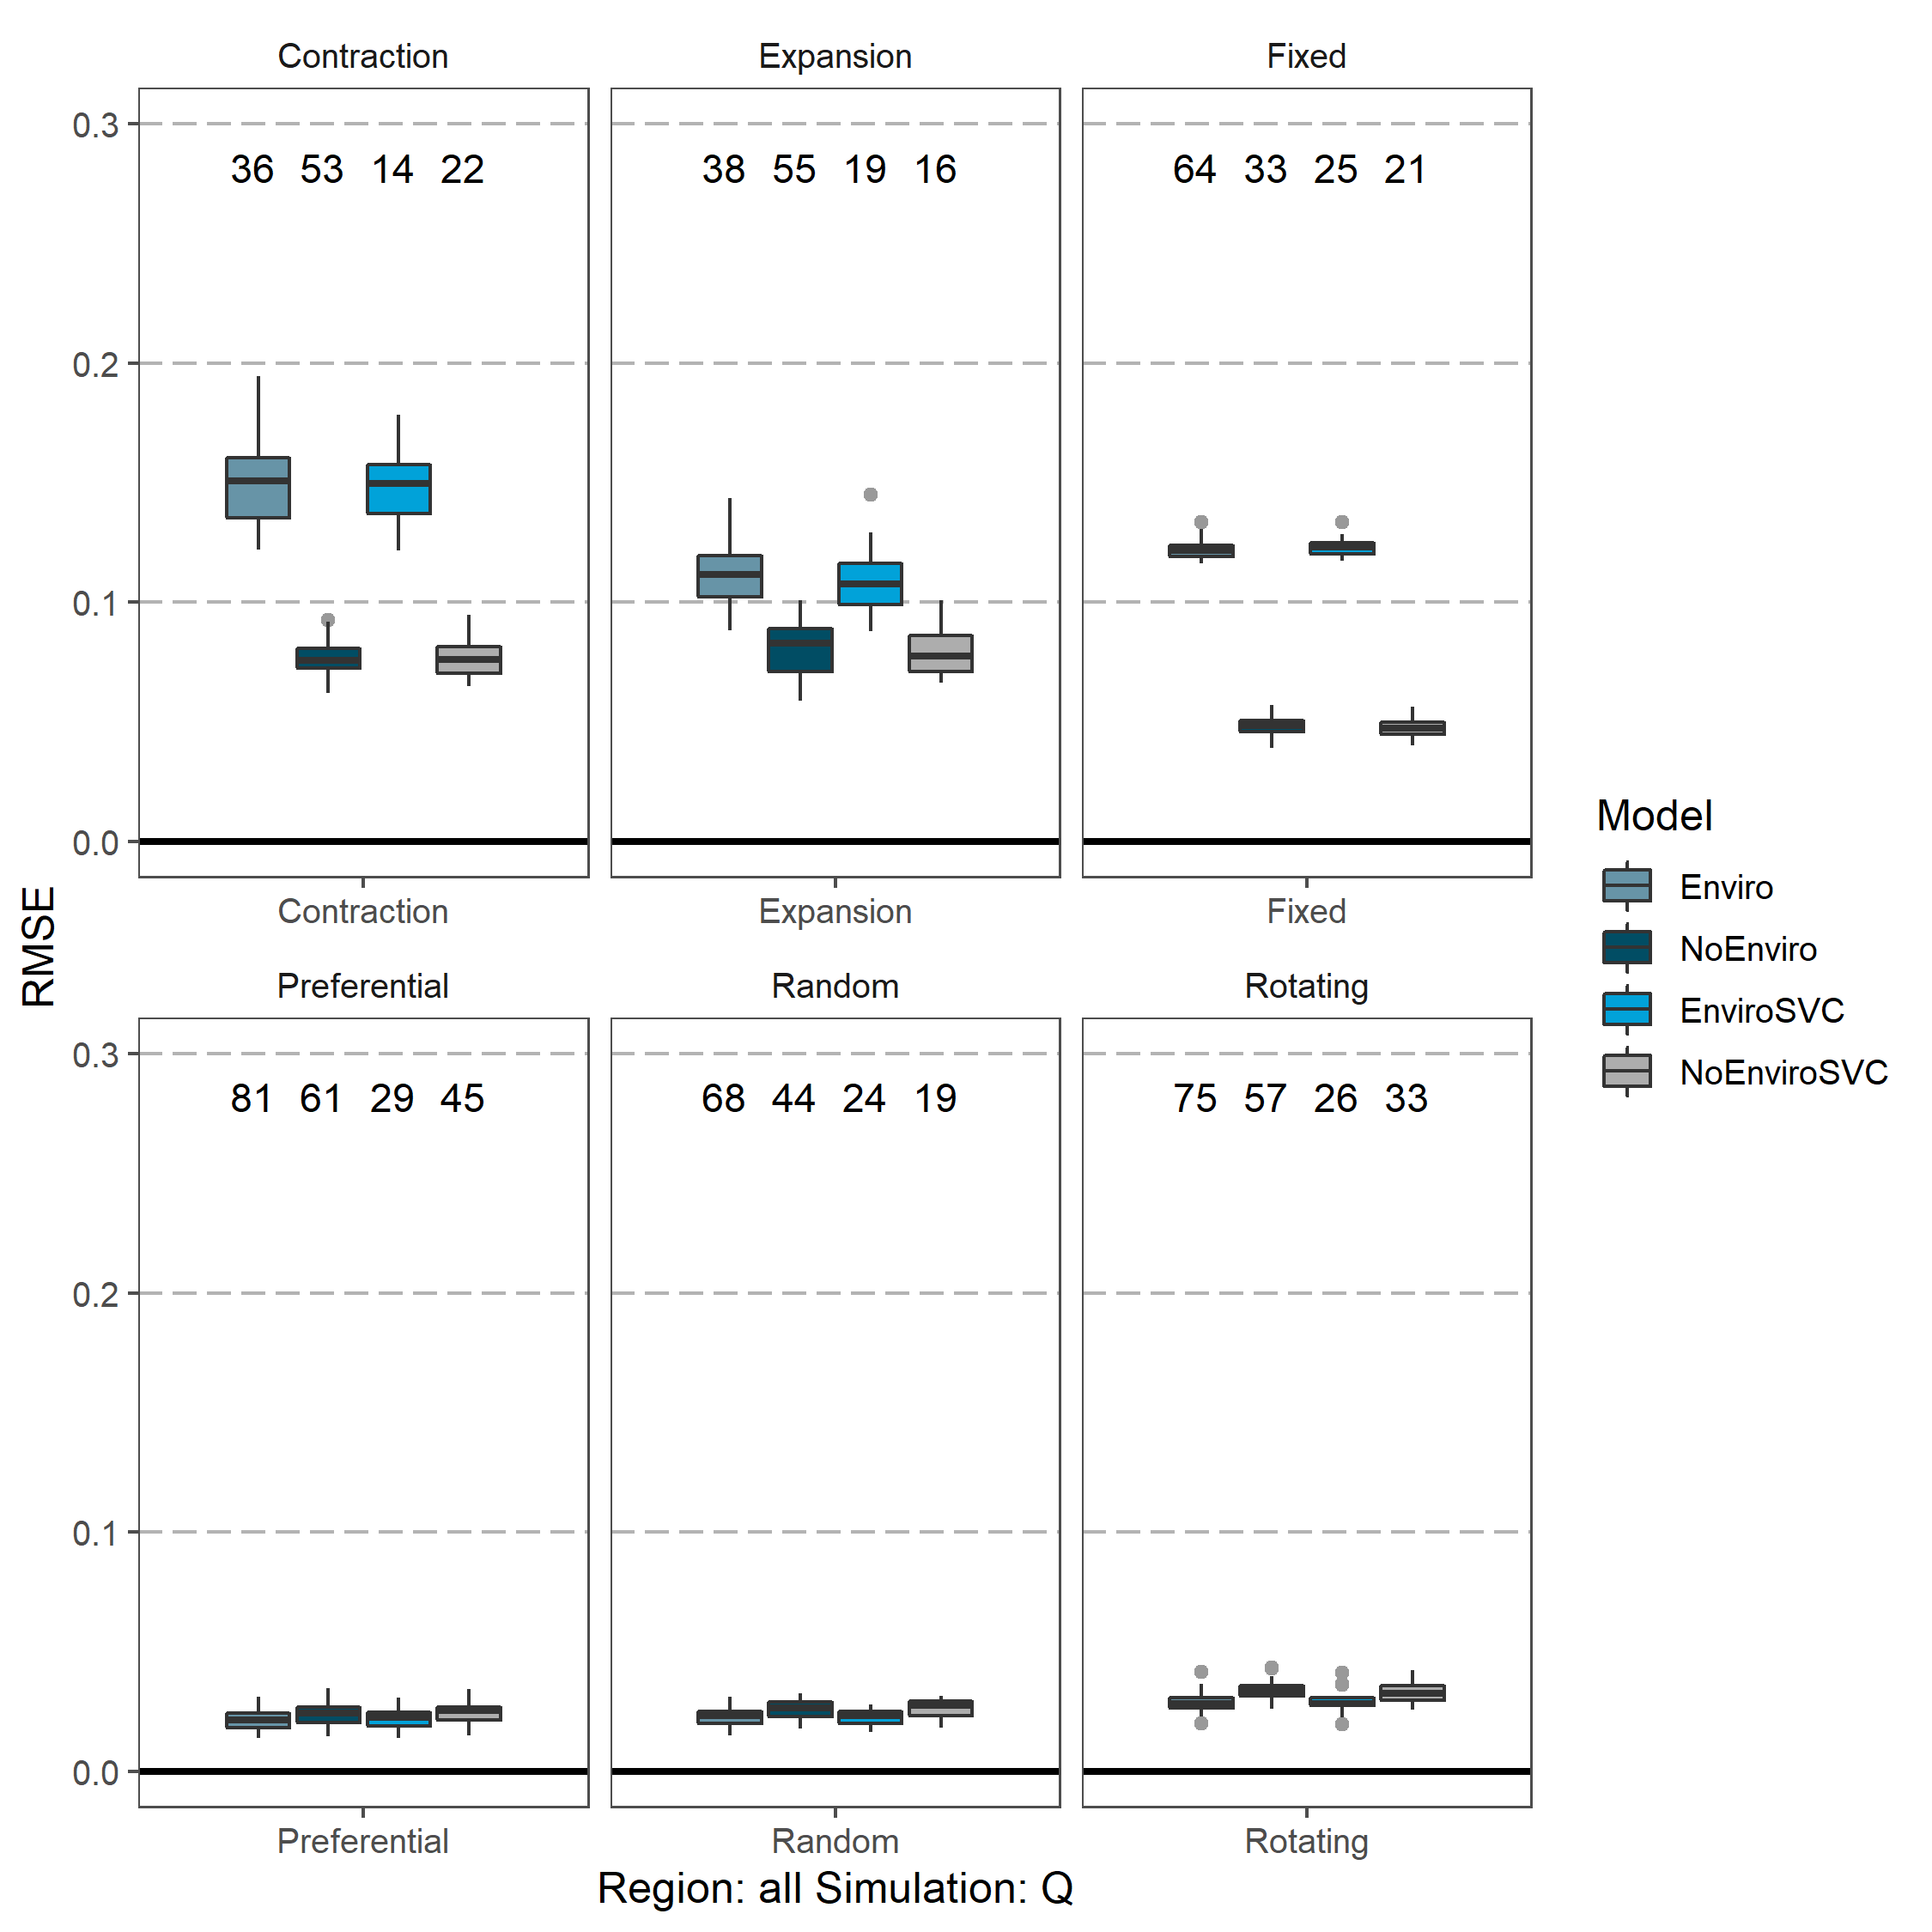 Contraction Expansion Fixed
0.3
36 53 14 22 38 55 19 16 64 33 25 21
0.2
0.1
0.0
Contraction Expansion Fixed
RMSE
Preferential Random Rotating
0.3
81 61 29 45 68 44 24 19 75 57 26 33
0.2
0.1
0.0
Preferential Random Rotating
Region: all Simulation: Q
Model
Enviro
NoEnviro
EnviroSVC
NoEnviroSVC